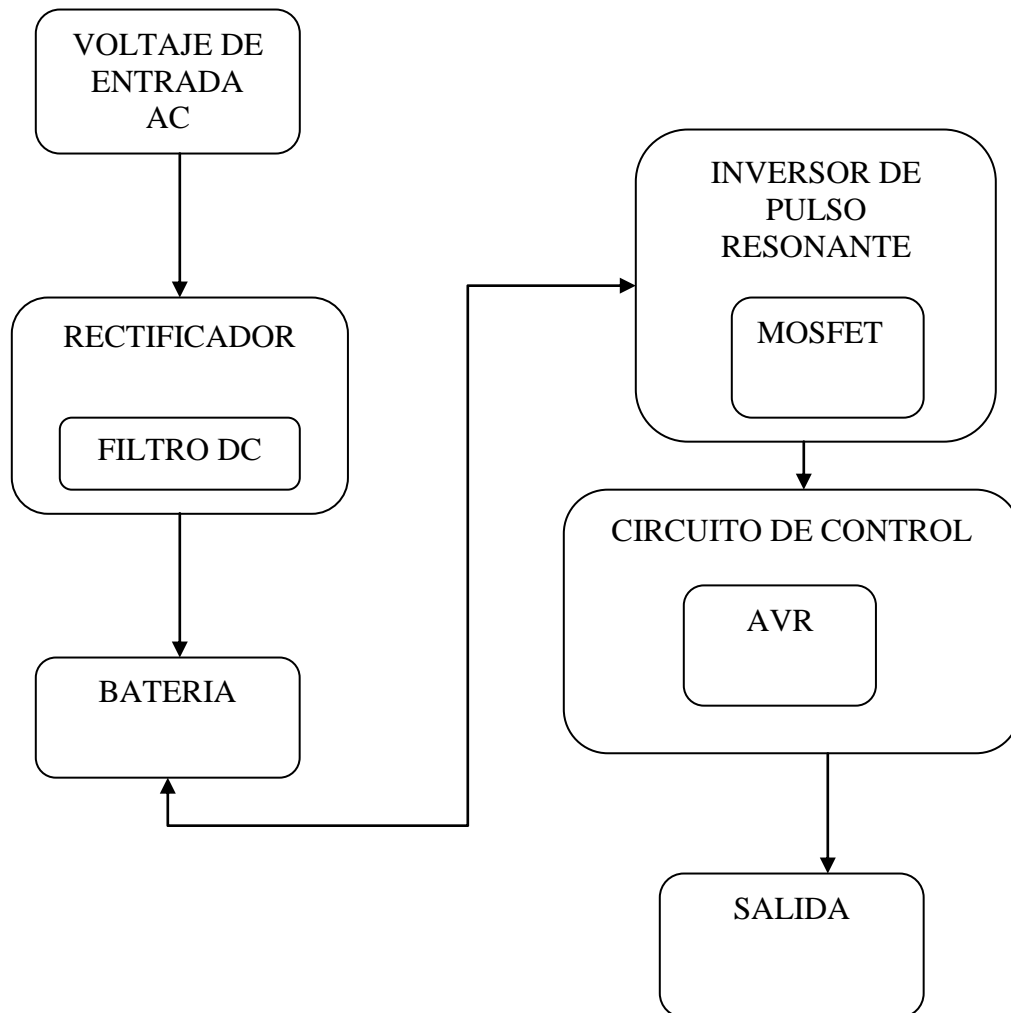 VOLTAJE DE
ENTRADA
AC
RECTIFICADOR
FILTRO DC
BATERIA
INVERSOR DE
PULSO
RESONANTE
MOSFET
CIRCUITO DE CONTROL
AVR
SALIDA